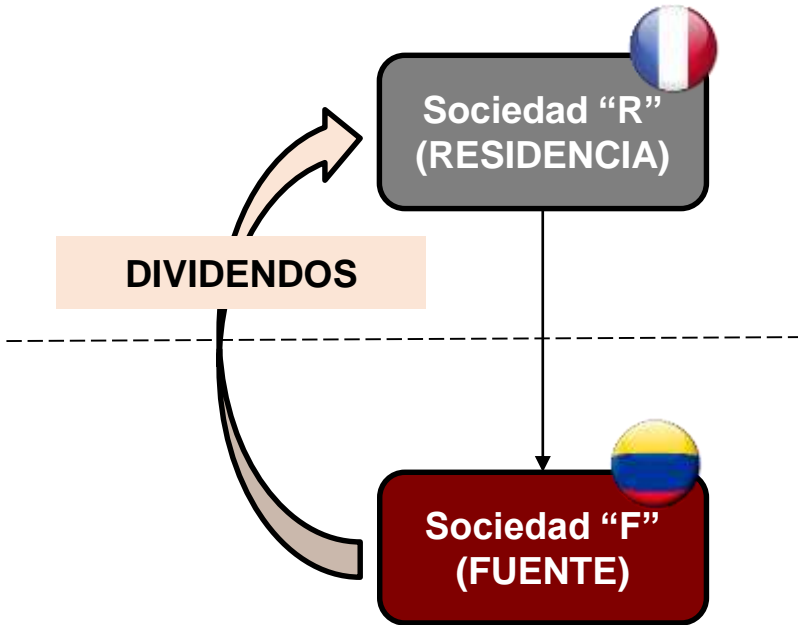 Sociedad “R”
(RESIDENCIA)
DIVIDENDOS
Sociedad “F”
(FUENTE)